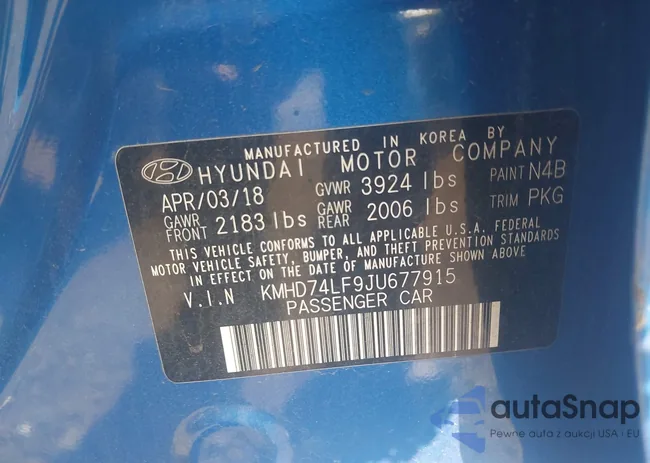 MANUFACTURED IN KOREA BY
HYUNDAI MOTOR COMPANY
APR/03/18 GVWR 3924 lbs PAINT N4B
GAWR FRONT 2183 lbs GAWR REAR 2006 lbs TRIM PKG
THIS VEHICLE CONFORMS TO ALL APPLICABLE U.S.A. FEDERAL
MOTOR VEHICLE SAFETY, BUMPER, AND THEFT PREVENTION STANDARDS
IN EFFECT ON THE DATE OF MANUFACTURE SHOWN ABOVE.
V.I.N KMHD74LF9JU677915
PASSENGER CAR
autoSnap
Pewne auta z aukcji USA i EU